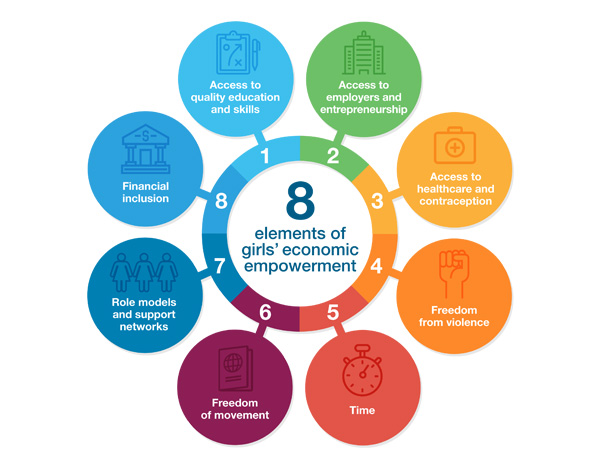 8
elements of
girls' economic
empowerment
1
Access to
quality education
and skills
2
Access to
employers and
entrepreneurship
3
Access to
healthcare and
contraception
4
Freedom
from violence
5
Time
6
Freedom
of movement
7
Role models
and support
networks
8
Financial
inclusion
$